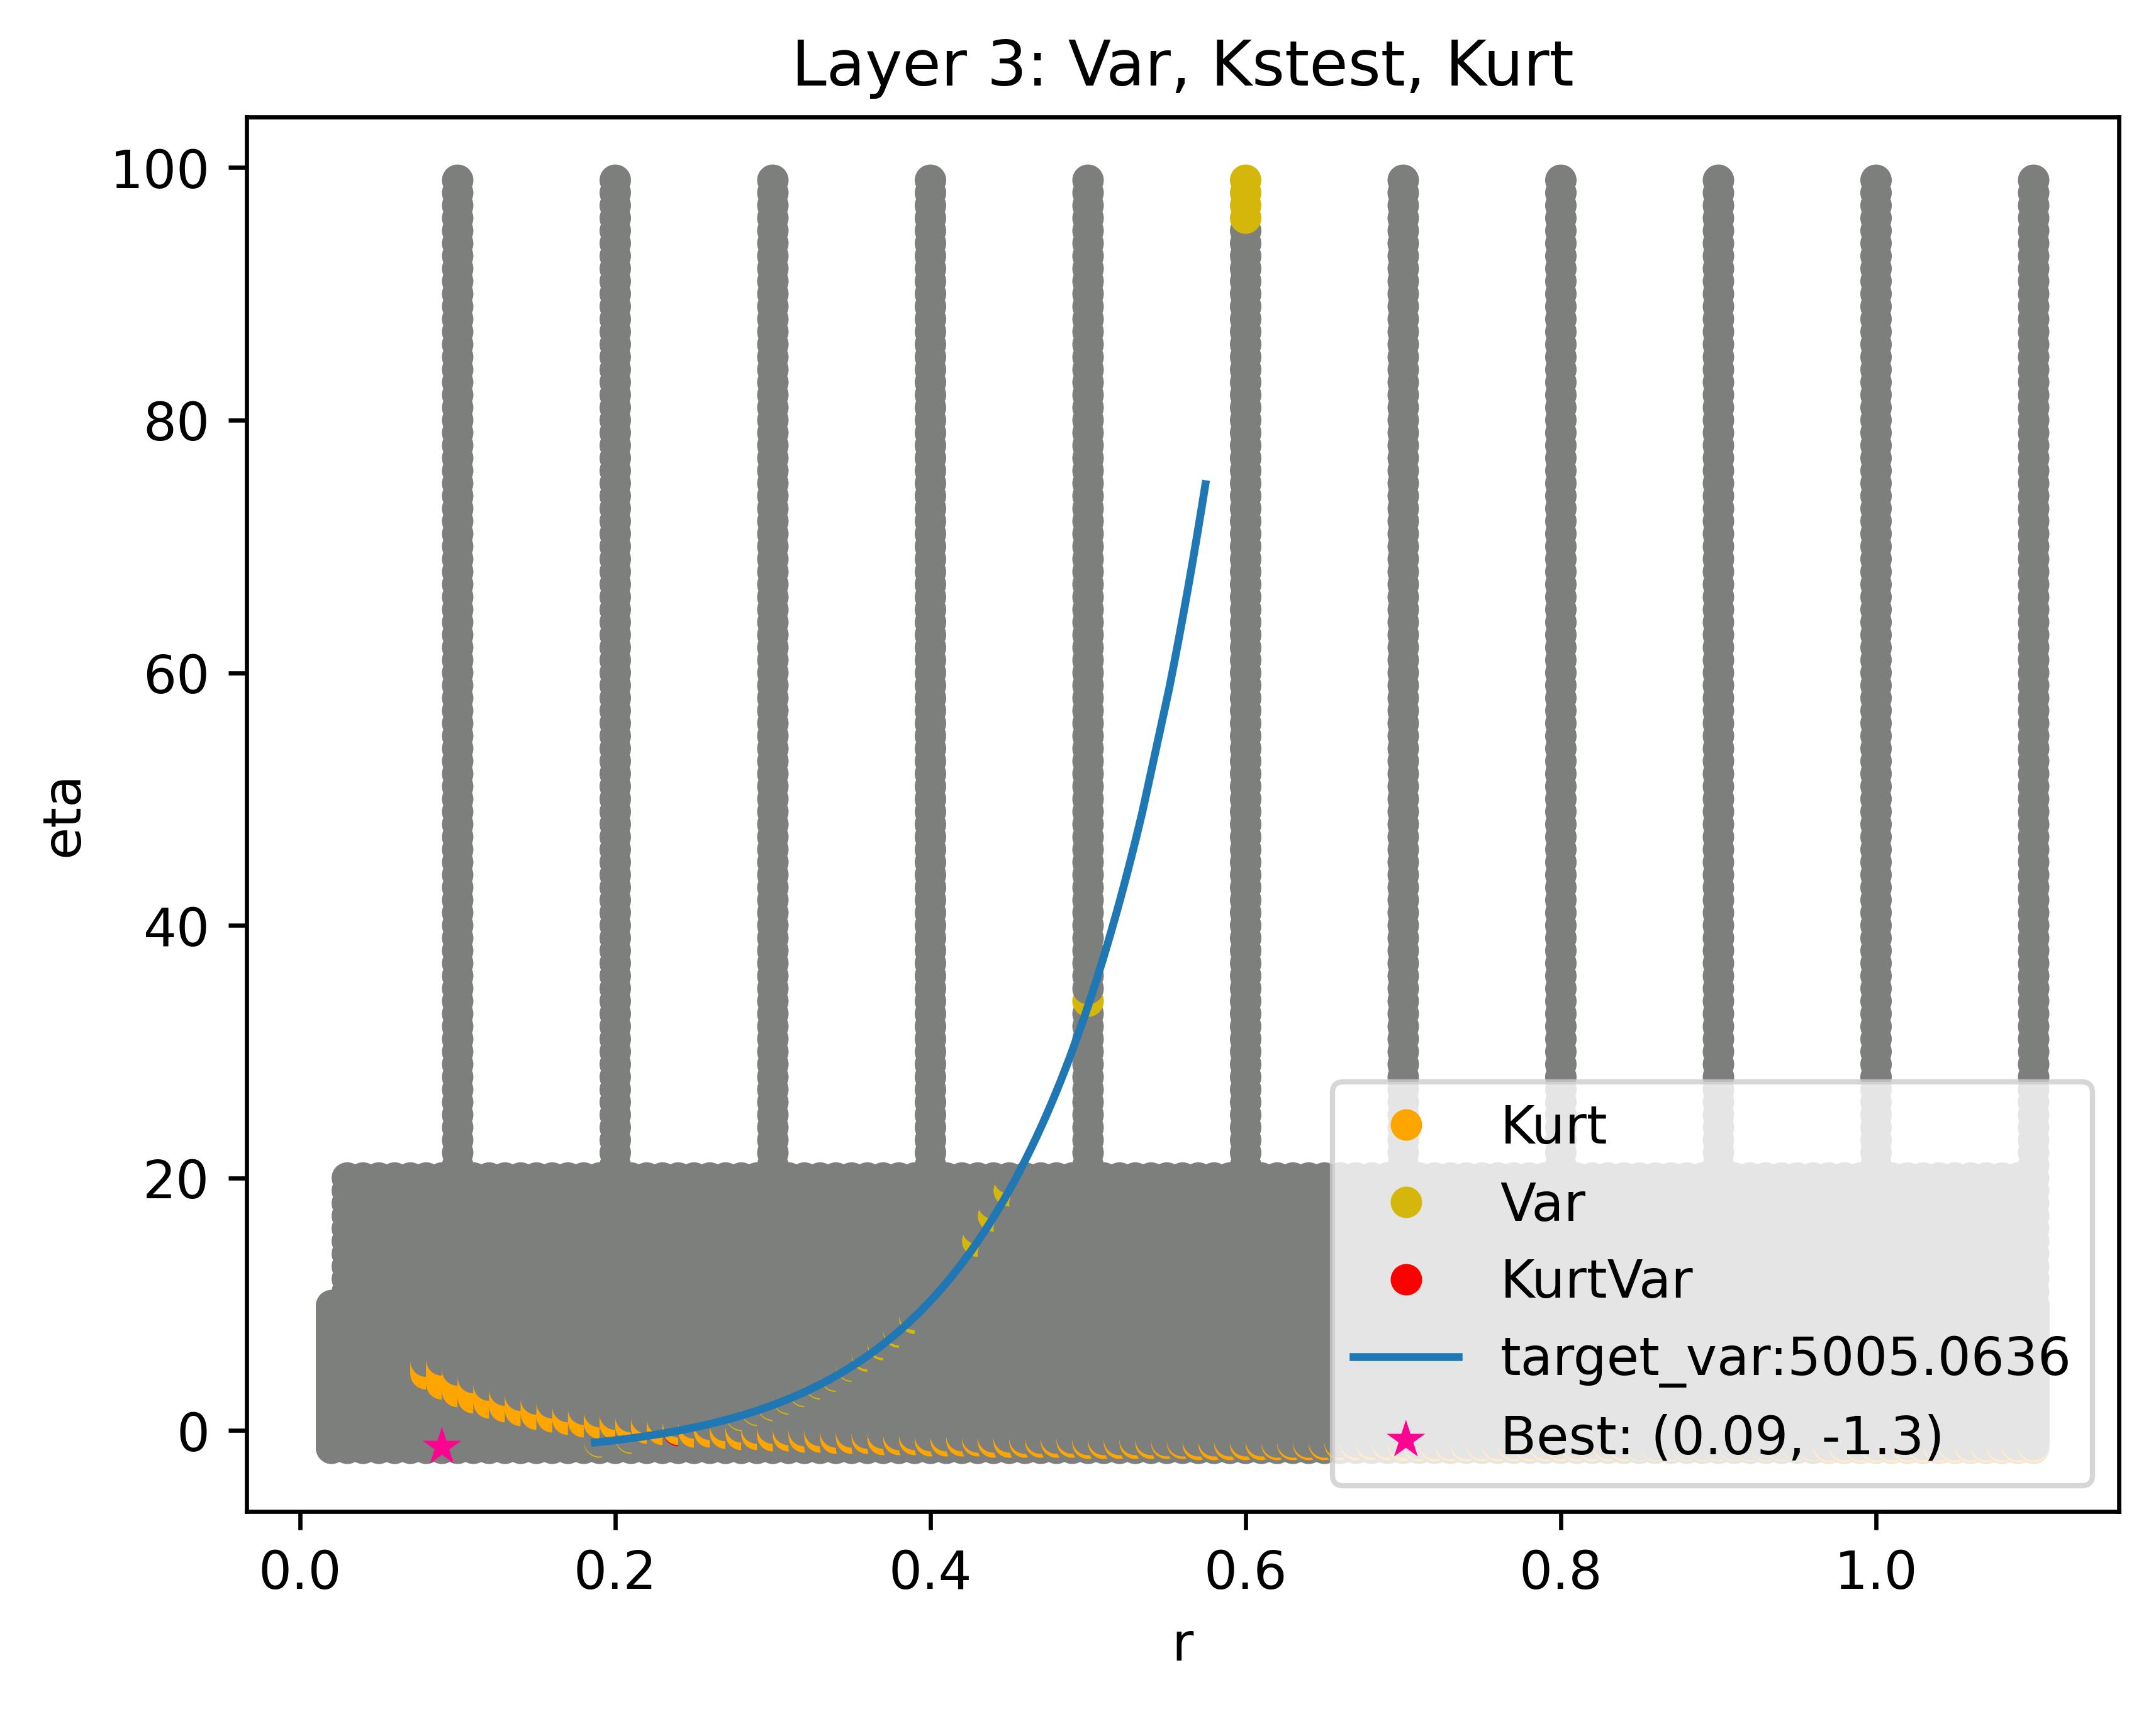 Layer 3: Var, Kstest, Kurt
100
80
60
40
20
0
eta
Kurt
Var
KurtVar
target_var:5005.0636
Best: (0.09, -1.3)
0.0 0.2 0.4 0.6 0.8 1.0
r